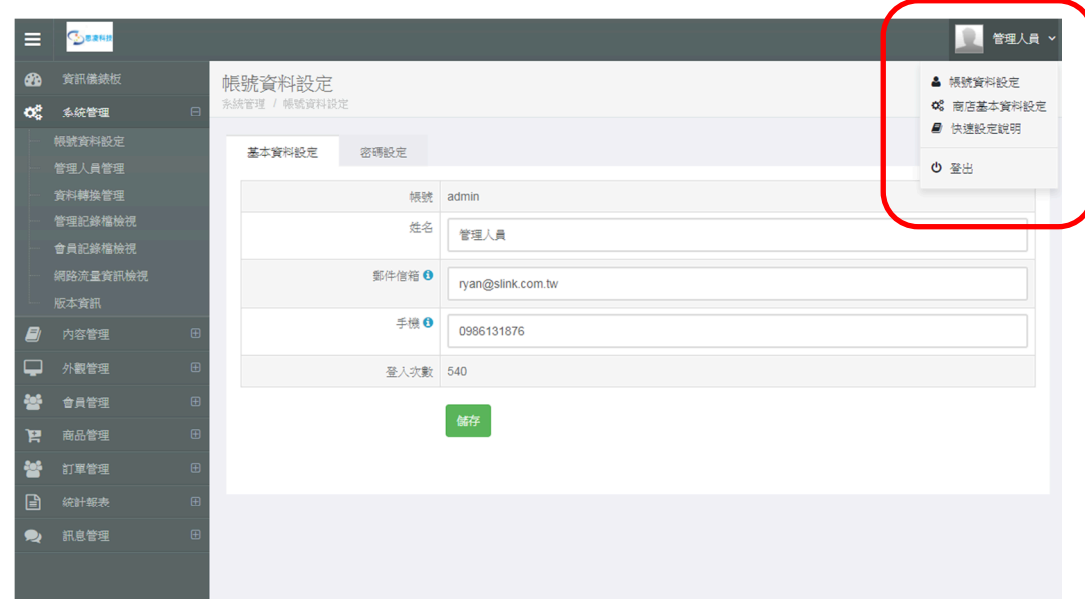 思凌科技
管理人員
資訊儀錶板
系統管理
帳號資料設定
管理人員管理
資料轉換管理
管理記錄檔檢視
會員記錄檔檢視
網路流量資訊檢視
版本資訊
內容管理
外觀管理
會員管理
商品管理
訂單管理
統計報表
訊息管理
帳號資料設定
系統管理 / 帳號資料設定
基本資料設定 密碼設定
帳號 admin
姓名 管理人員
郵件信箱 ryan@slink.com.tw
手機 0986131876
登入次數 540
儲存
帳號資料設定
商店基本資料設定
快速設定說明
登出